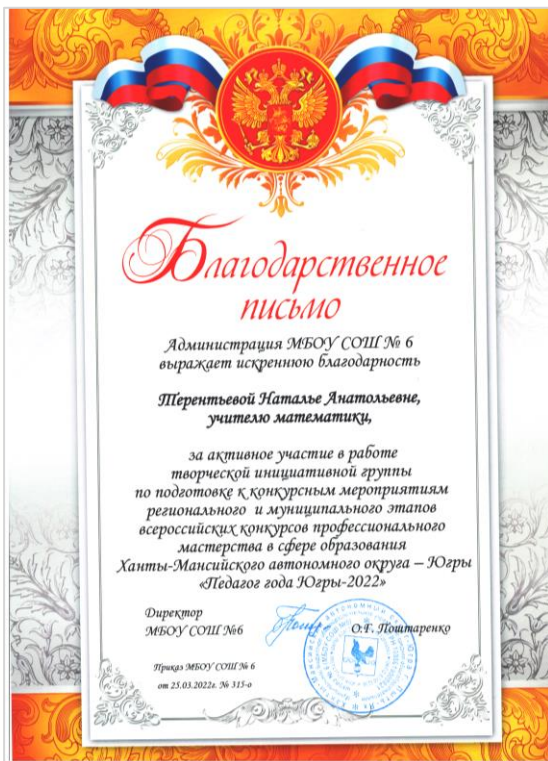 Благодарственное
письмо
Администрация МБОУ СОШ № 6
выражает искреннюю благодарность
Терентьевой Наталье Анатольевне,
учителю математики,
за активное участие в работе
творческой инициативной группы
по подготовке к конкурсным мероприятиям
регионального и муниципального этапов
всероссийских конкурсов профессионального
мастерства в сфере образования
Ханты-Мансийского автономного округа – Югры
«Педагог года Югры-2022»
Директор
МБОУ СОШ №6 О.Г. Поштаренко
Приказ МБОУ СОШ № 6
от 25.03.2022г. № 315-о